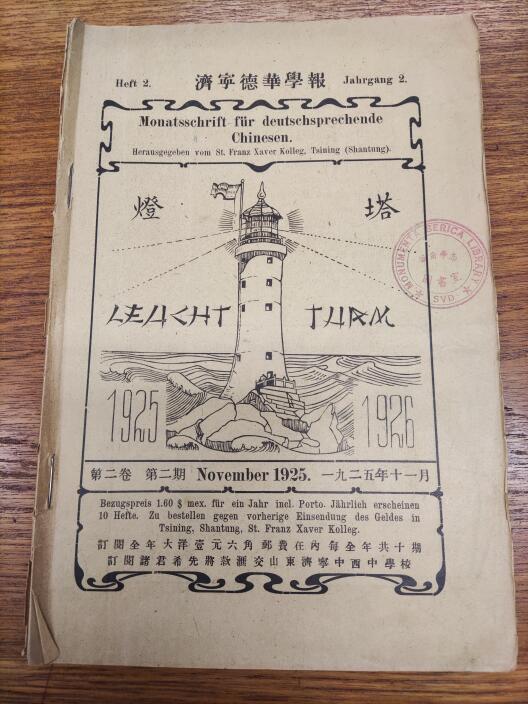 Heft 2.
濟寧德華學報
Jahrgang 2.
Monatsschrift für deutschsprechende
Chinesen.
Herausgegeben vom St. Franz Xaver Kolleg, Tsining (Shantung).
燈 塔
LEUCHT TURM
1925 1926
第二卷 第二期 November 1925. 一九二五年十一月
Bezugspreis 1.60 $ mex. für ein Jahr incl. Porto. Jährlich erscheinen
10 Hefte. Zu bestellen gegen vorherige Einsendung des Geldes in
Tsining, Shantung, St. Franz Xaver Kolleg.
訂閱全年大洋壹元六角郵費在內每全年共十期
訂閱諸君希先將款滙交山東濟寧中西中學校
MONUMENTA SERICA LIBRARY
SVD